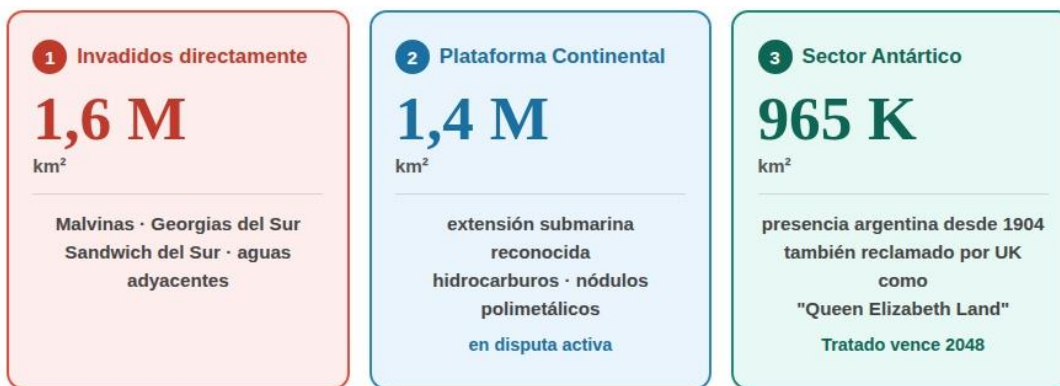 1 Invadidos directamente
1,6 M
km²
Malvinas · Georgias del Sur
Sandwich del Sur · aguas
adyacentes
2 Plataforma Continental
1,4 M
km²
extensión submarina
reconocida
hidrocarburos · nódulos
polimetálicos
en disputa activa
3 Sector Antártico
965 K
km²
presencia argentina desde 1904
también reclamado por UK
como
"Queen Elizabeth Land"
Tratado vence 2048